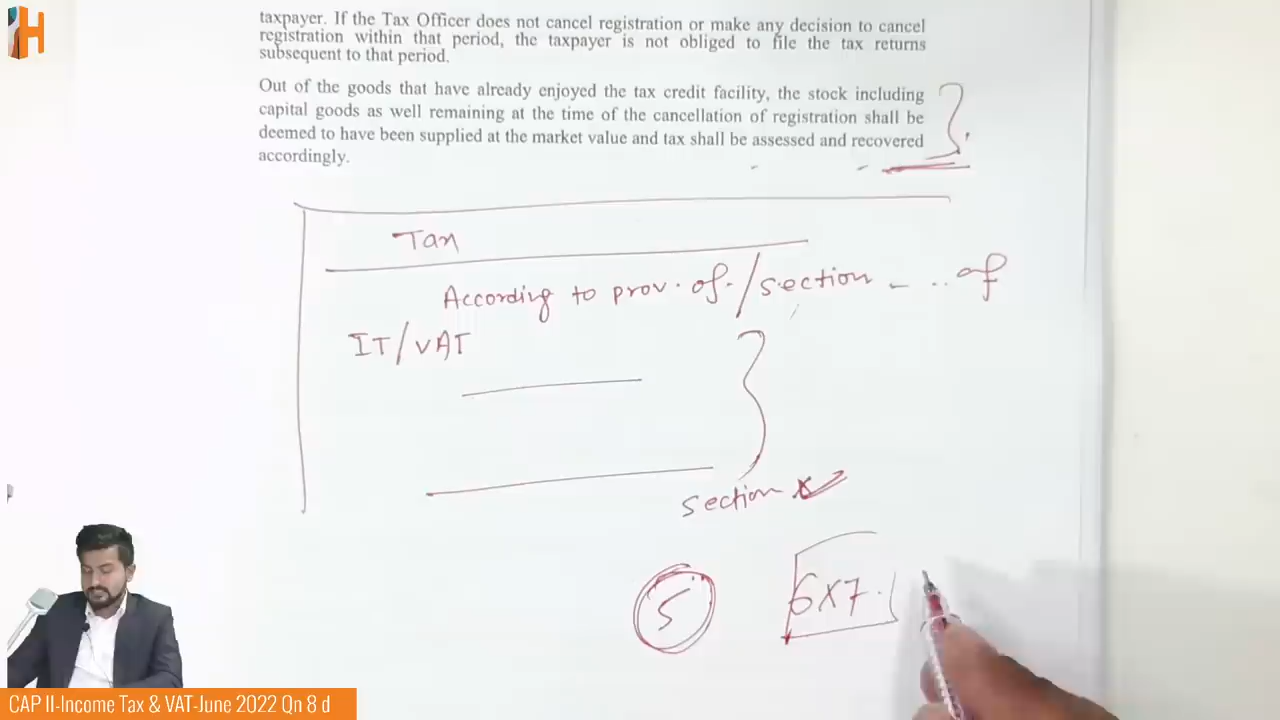 H
taxpayer. If the Tax Officer does not cancel registration or make any decision to cancel
registration within that period, the taxpayer is not obliged to file the tax returns
subsequent to that period.
Out of the goods that have already enjoyed the tax credit facility, the stock including
capital goods as well remaining at the time of the cancellation of registration shall be
deemed to have been supplied at the market value and tax shall be assessed and recovered
accordingly.
Tax
According to prov. of. / section - .. of
IT/VAT
section
5
6x7.
CAP II-Income Tax & VAT-June 2022 Qn 8 d